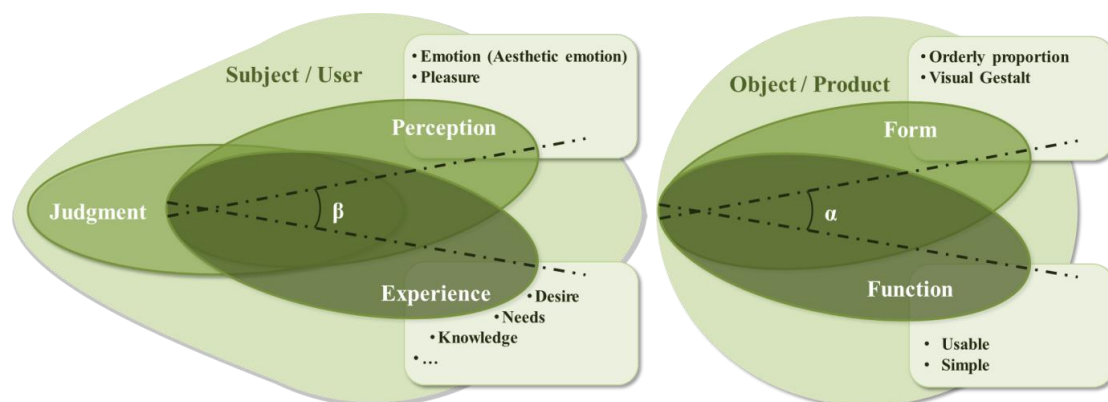 Subject / User
• Emotion (Aesthetic emotion)
• Pleasure
Perception
Judgment
β
Experience
• Desire
• Needs
• Knowledge
• ...
Object / Product
• Orderly proportion
• Visual Gestalt
Form
α
Function
• Usable
• Simple